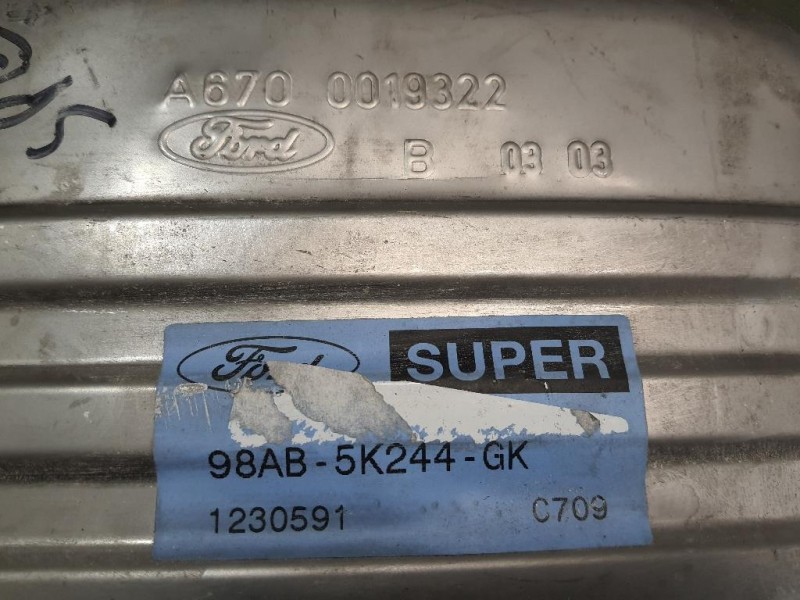 A670 0019322
Ford B 03 03
Ford SUPER
98AB-5K244-GK
1230591 C709